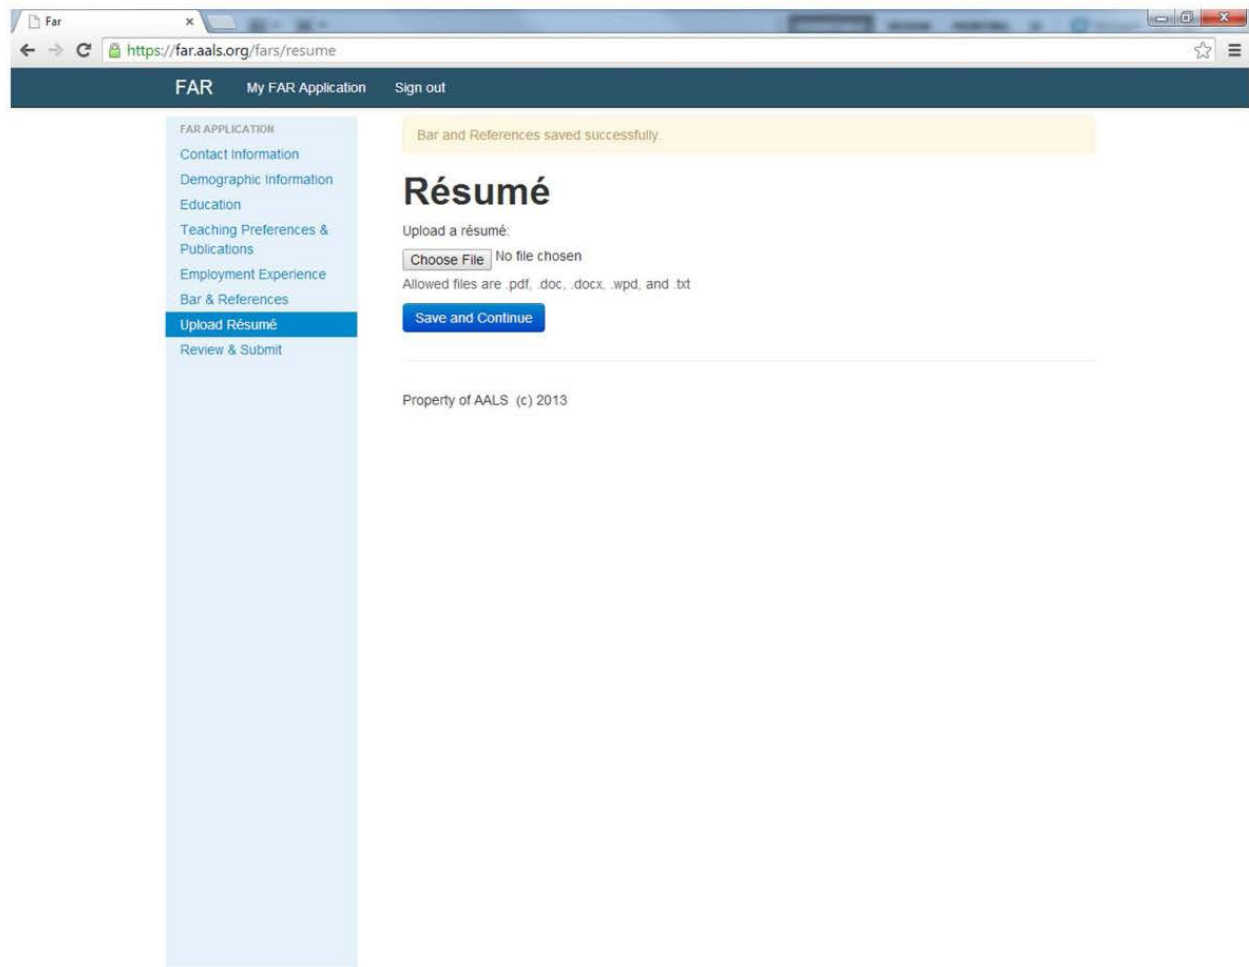 Far
https://far.aals.org/fars/resume
FAR My FAR Application Sign out
FAR APPLICATION
Contact Information
Demographic Information
Education
Teaching Preferences &
Publications
Employment Experience
Bar & References
Upload Résumé
Review & Submit
Bar and References saved successfully.
Résumé
Upload a résumé:
Choose File No file chosen
Allowed files are .pdf, .doc, .docx, .wpd, and .txt
Save and Continue
Property of AALS (c) 2013